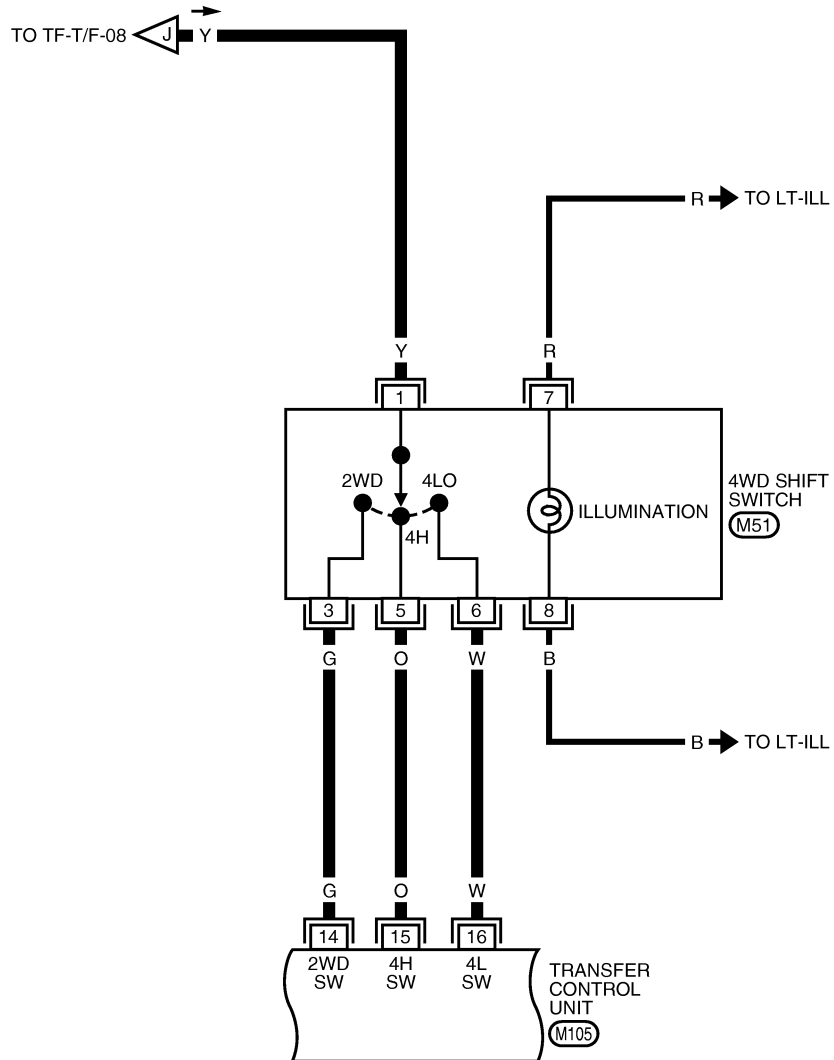 TO TF-T/F-08 J Y
R TO LT-ILL
Y R
1 7
2WD 4LO
4H
ILLUMINATION
4WD SHIFT
SWITCH
M51
3 5 6 8
G O W B
B TO LT-ILL
G O W
14 15 16
2WD
SW
4H
SW
4L
SW
TRANSFER
CONTROL
UNIT
M105